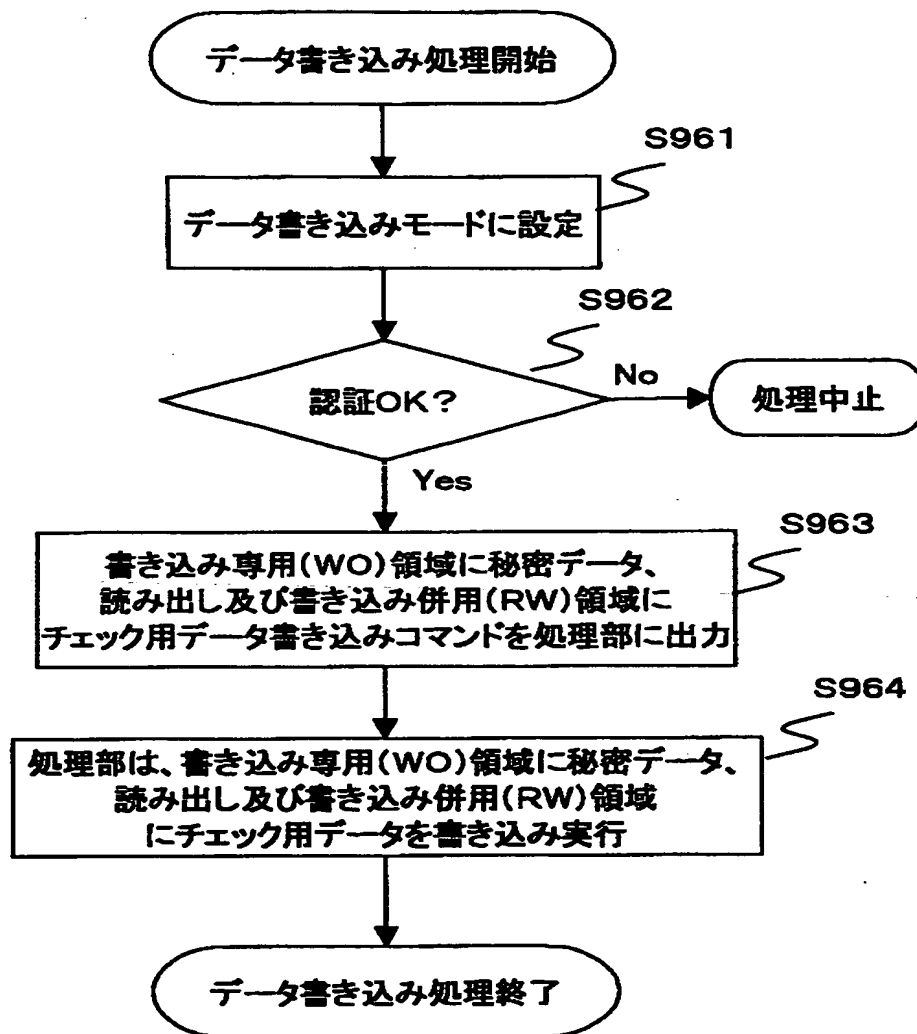 データ書き込み処理開始
S961
データ書き込みモードに設定
S962
認証OK?
No
処理中止
Yes
S963
書き込み専用(WO)領域に秘密データ、
読み出し及び書き込み併用(RW)領域に
チェック用データ書き込みコマンドを処理部に出力
S964
処理部は、書き込み専用(WO)領域に秘密データ、
読み出し及び書き込み併用(RW)領域
にチェック用データを書き込み実行
データ書き込み処理終了